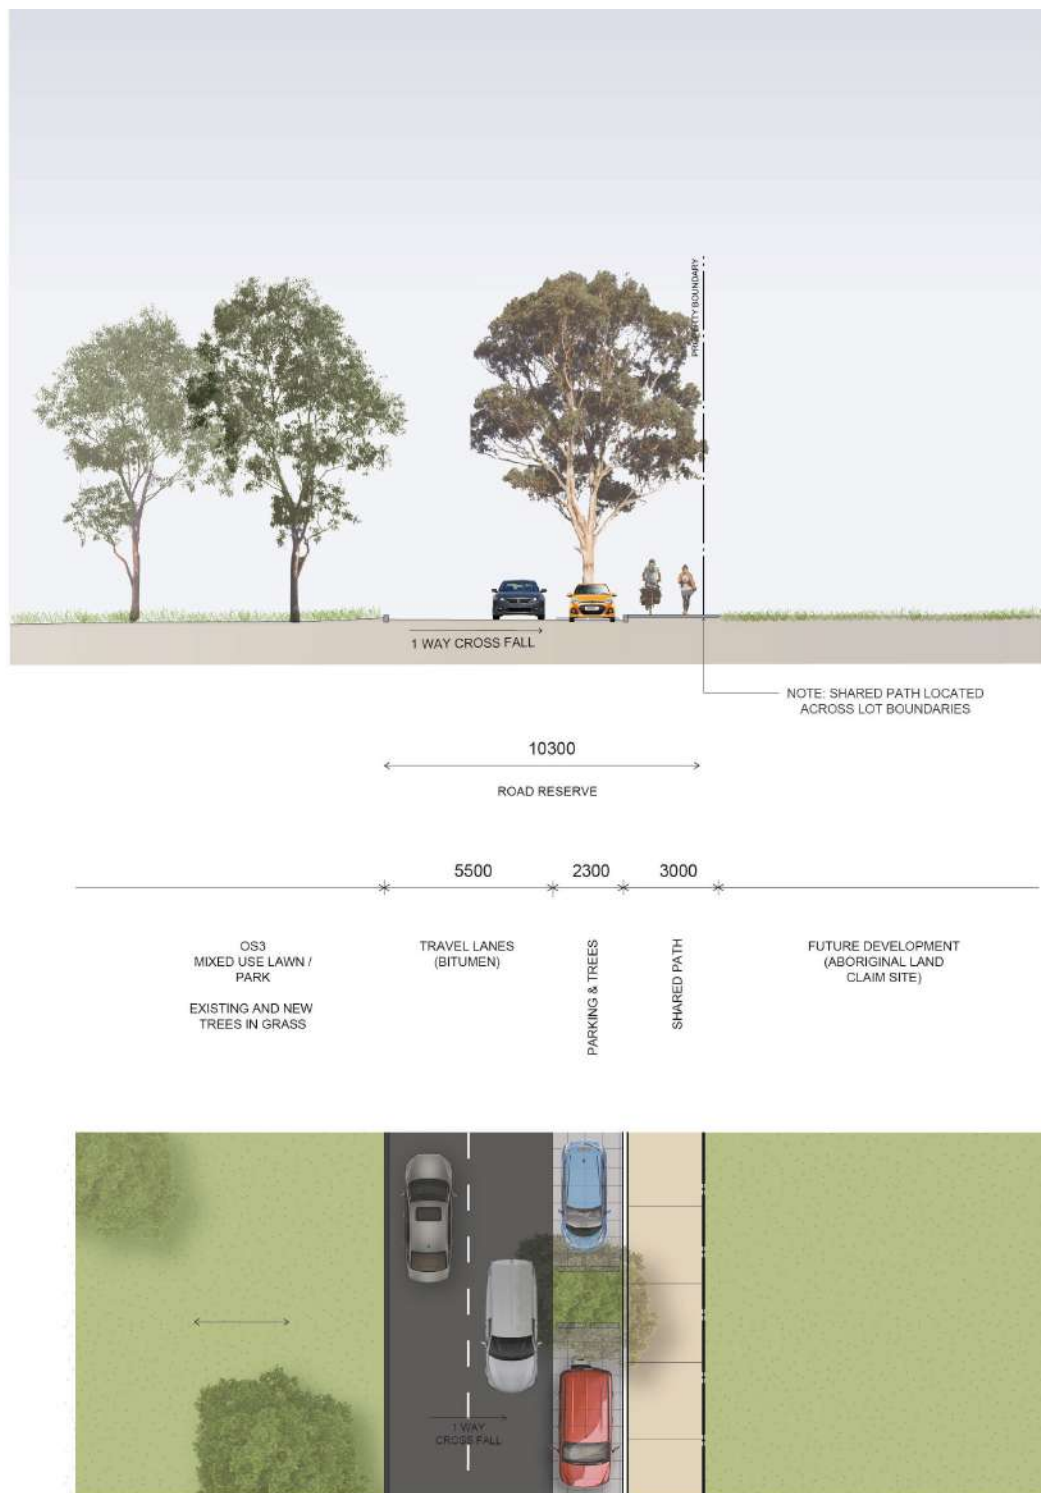 PROPERTY BOUNDARY
1 WAY CROSS FALL
NOTE: SHARED PATH LOCATED
ACROSS LOT BOUNDARIES
10300
ROAD RESERVE
5500
2300
3000
OS3
MIXED USE LAWN /
PARK
EXISTING AND NEW
TREES IN GRASS
TRAVEL LANES
(BITUMEN)
PARKING & TREES
SHARED PATH
FUTURE DEVELOPMENT
(ABORIGINAL LAND
CLAIM SITE)
1 WAY
CROSS FALL